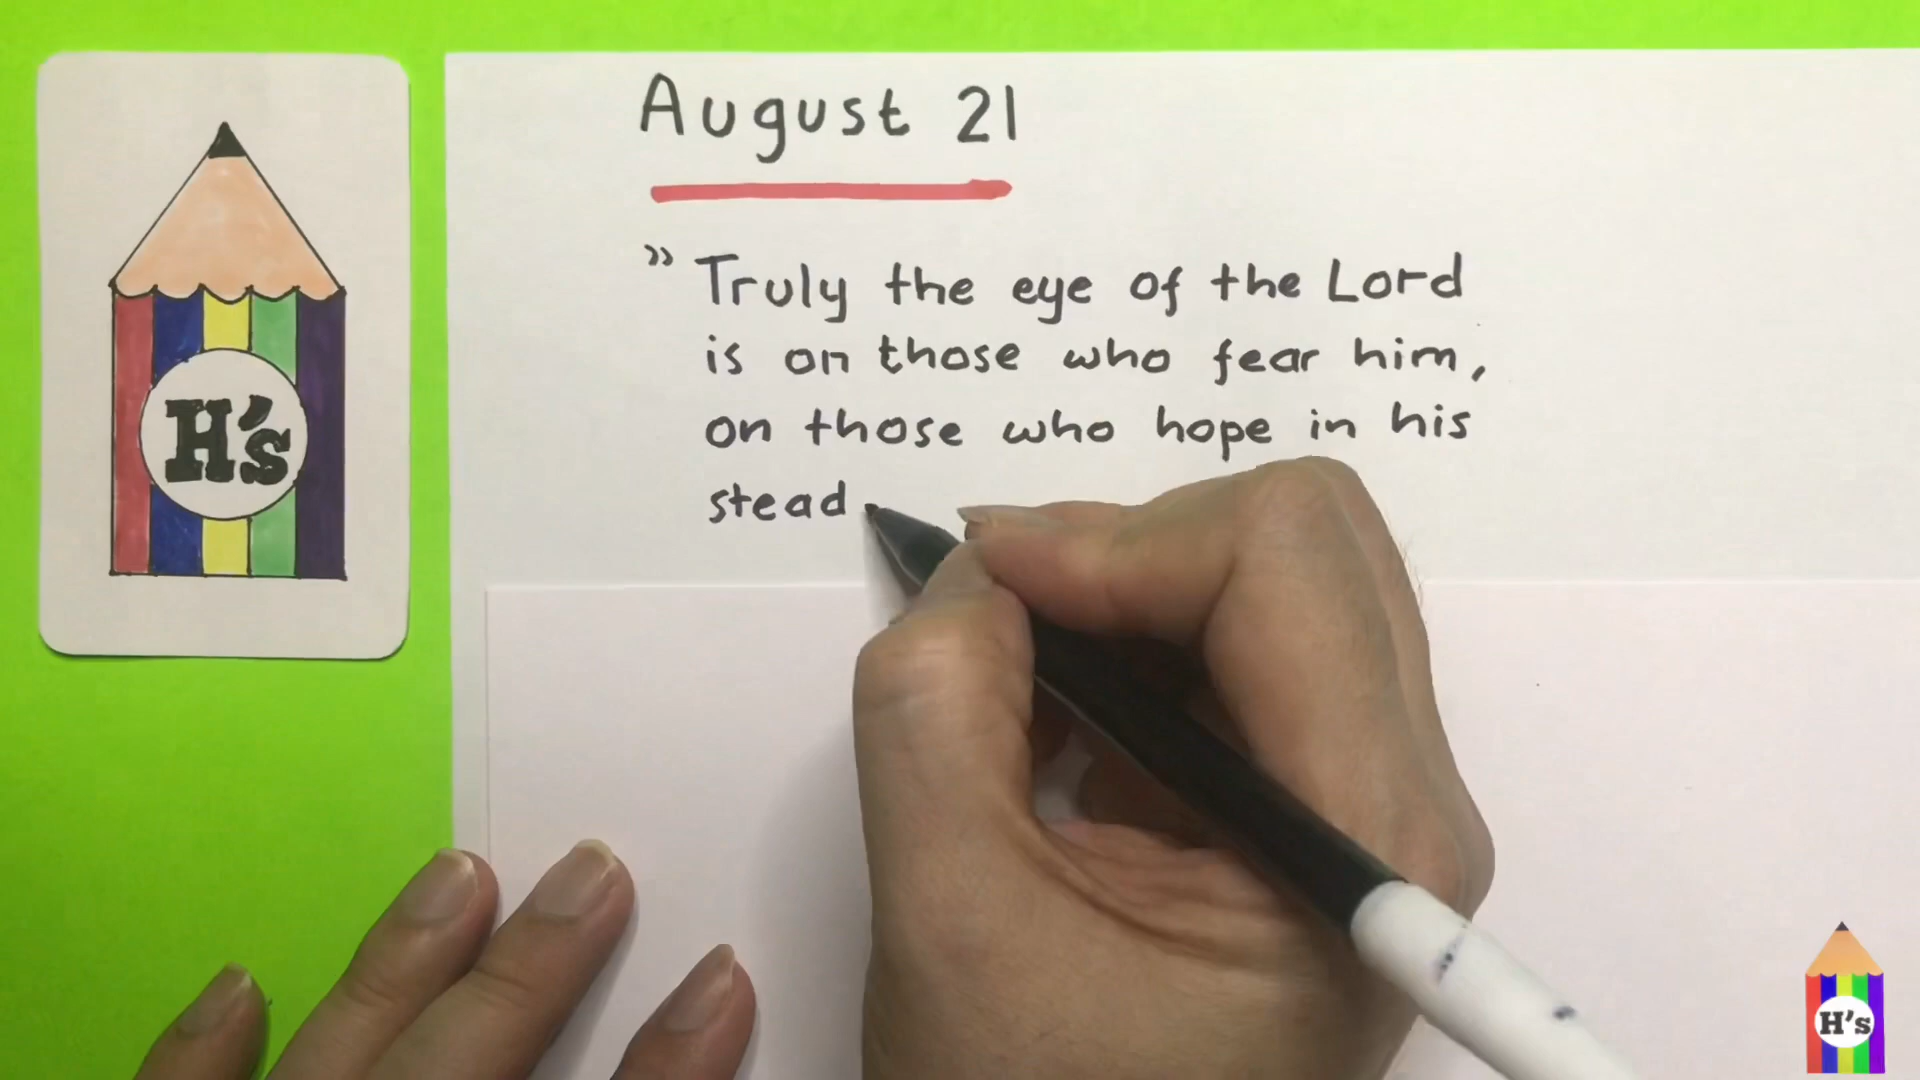 August 21
” Truly the eye of the Lord
is on those who fear him,
on those who hope in his
stead
H's
H's